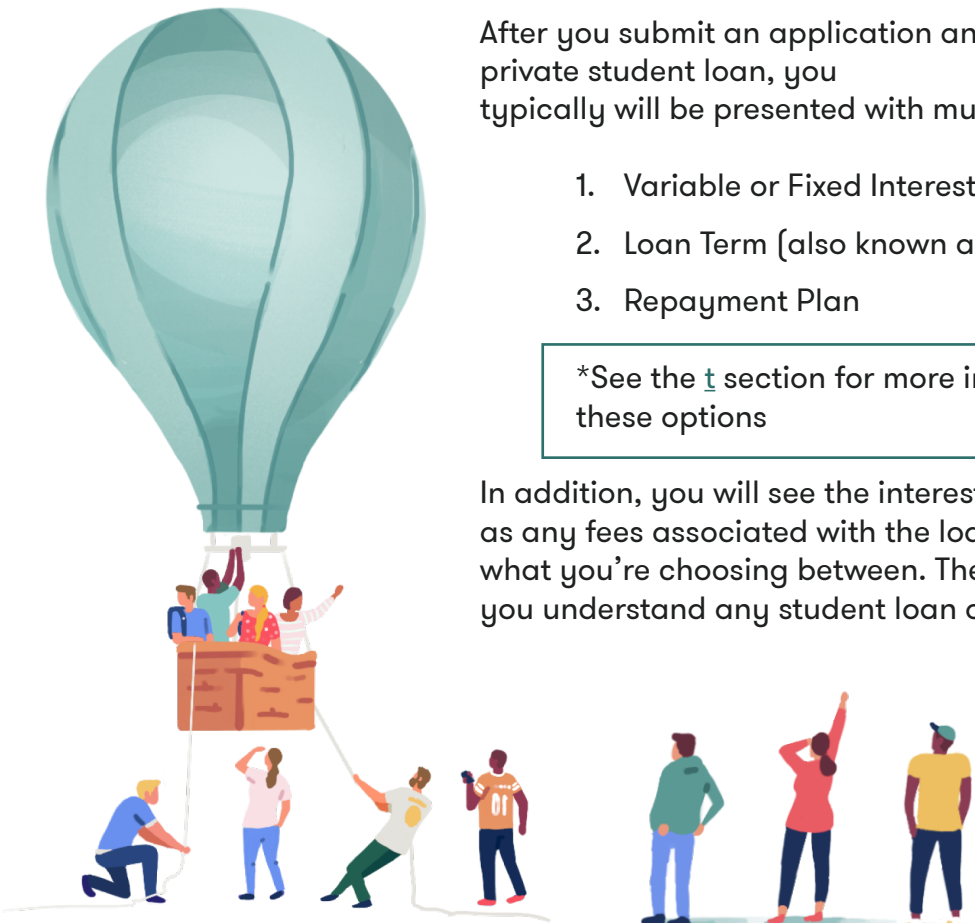 After you submit an application an
private student loan, you
typically will be presented with mu
1. Variable or Fixed Interest
2. Loan Term (also known a
3. Repayment Plan
*See the t section for more i
these options
In addition, you will see the interest
as any fees associated with the loa
what you're choosing between. The
you understand any student loan
01